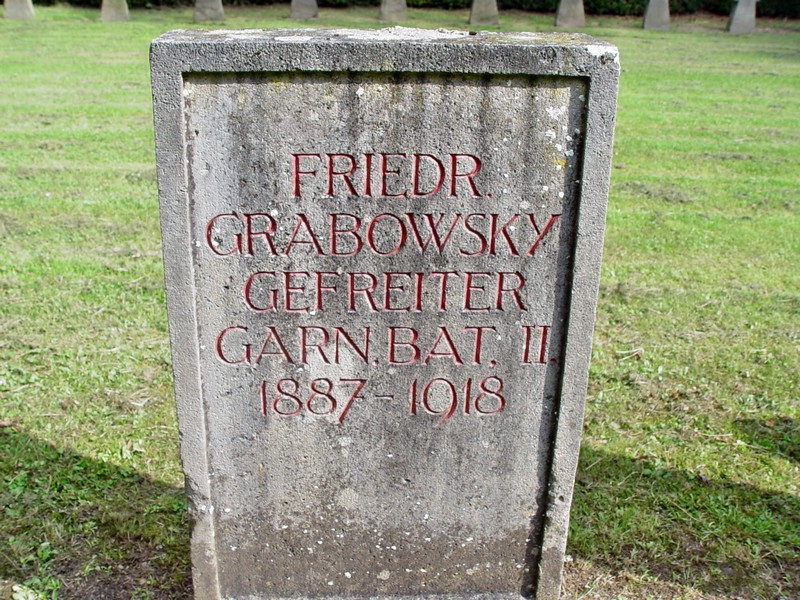 FRIEDR.
GRABOWSKY
GEFREITER
GARN. BAT. II.
1887-1918